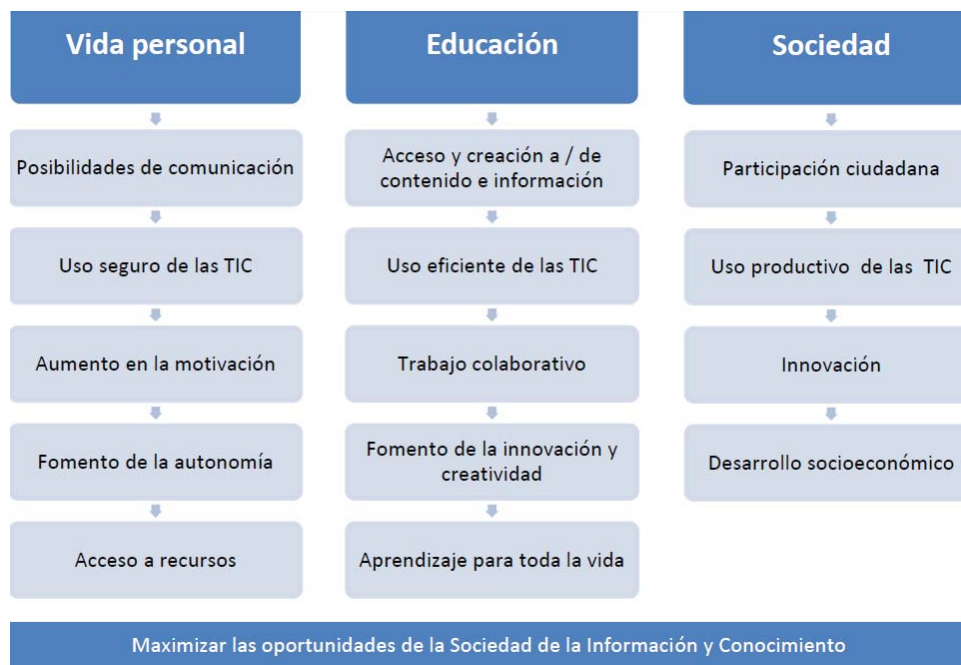 Vida personal
Posibilidades de comunicación
Uso seguro de las TIC
Aumento en la motivación
Fomento de la autonomía
Acceso a recursos
Educación
Acceso y creación a / de
contenido e información
Uso eficiente de las TIC
Trabajo colaborativo
Fomento de la innovación y
creatividad
Aprendizaje para toda la vida
Sociedad
Participación ciudadana
Uso productivo de las TIC
Innovación
Desarrollo socioeconómico
Maximizar las oportunidades de la Sociedad de la Información y Conocimiento